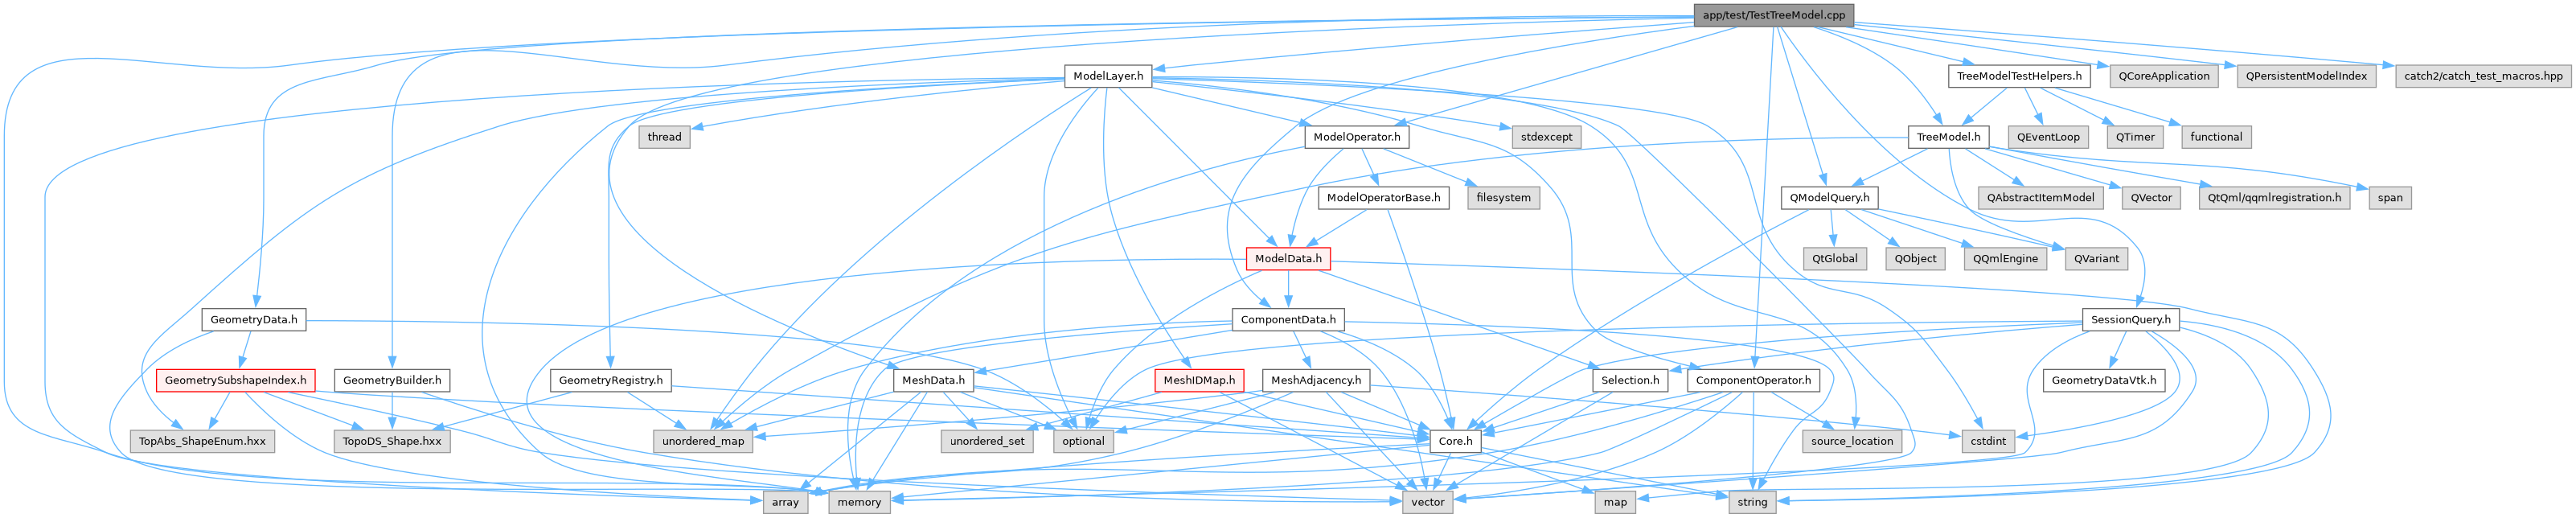 app/test/TestTreeModel.cpp
ModelLayer.h
TreeModelTestHelpers.h
QCoreApplication
QPersistentModelIndex
catch2/catch_test_macros.hpp
thread
ModelOperator.h
stdexcept
TreeModel.h
QEventLoop
QTimer
functional
ModelOperatorBase.h
filesystem
QModelQuery.h
QAbstractItemModel
QVector
QtQml/qqmlregistration.h
span
ModelData.h
QtGlobal
QObject
QQmlEngine
QVariant
GeometryData.h
ComponentData.h
SessionQuery.h
GeometrySubshapeIndex.h
GeometryBuilder.h
GeometryRegistry.h
MeshData.h
MeshIDMap.h
MeshAdjacency.h
Selection.h
ComponentOperator.h
GeometryDataVtk.h
TopAbs_ShapeEnum.hxx
TopoDS_Shape.hxx
unordered_map
unordered_set
optional
Core.h
source_location
cstdint
array
memory
vector
map
string